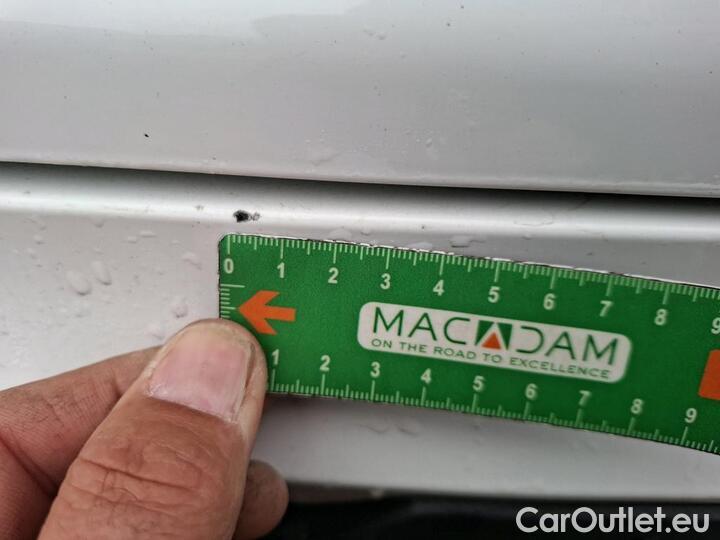 0 1 2 3 4 5 6 7 8 9
MACADAM
ON THE ROAD TO EXCELLENCE
1 2 3 4 5 6 7 8 9
CarOutlet.eu